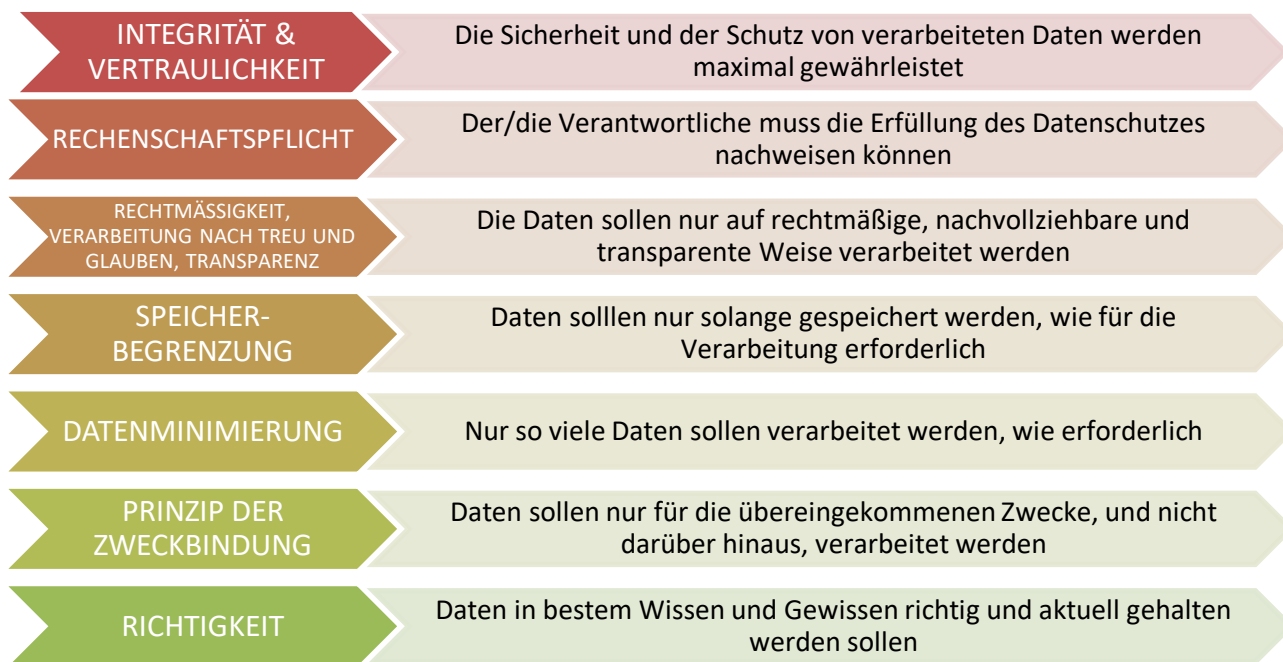 INTEGRITÄT &
VERTRAULICHKEIT
Die Sicherheit und der Schutz von verarbeiteten Daten werden
maximal gewährleistet
RECHENSCHAFTSPFLICHT
Der/die Verantwortliche muss die Erfüllung des Datenschutzes
nachweisen können
RECHTMÄSSIGKEIT,
VERARBEITUNG NACH TREU UND
GLAUBEN, TRANSPARENZ
Die Daten sollen nur auf rechtmäßige, nachvollziehbare und
transparente Weise verarbeitet werden
SPEICHER-
BEGRENZUNG
Daten solllen nur solange gespeichert werden, wie für die
Verarbeitung erforderlich
DATENMINIMIERUNG
Nur so viele Daten sollen verarbeitet werden, wie erforderlich
PRINZIP DER
ZWECKBINDUNG
Daten sollen nur für die übereingekommenen Zwecke, und nicht
darüber hinaus, verarbeitet werden
RICHTIGKEIT
Daten in bestem Wissen und Gewissen richtig und aktuell gehalten
werden sollen